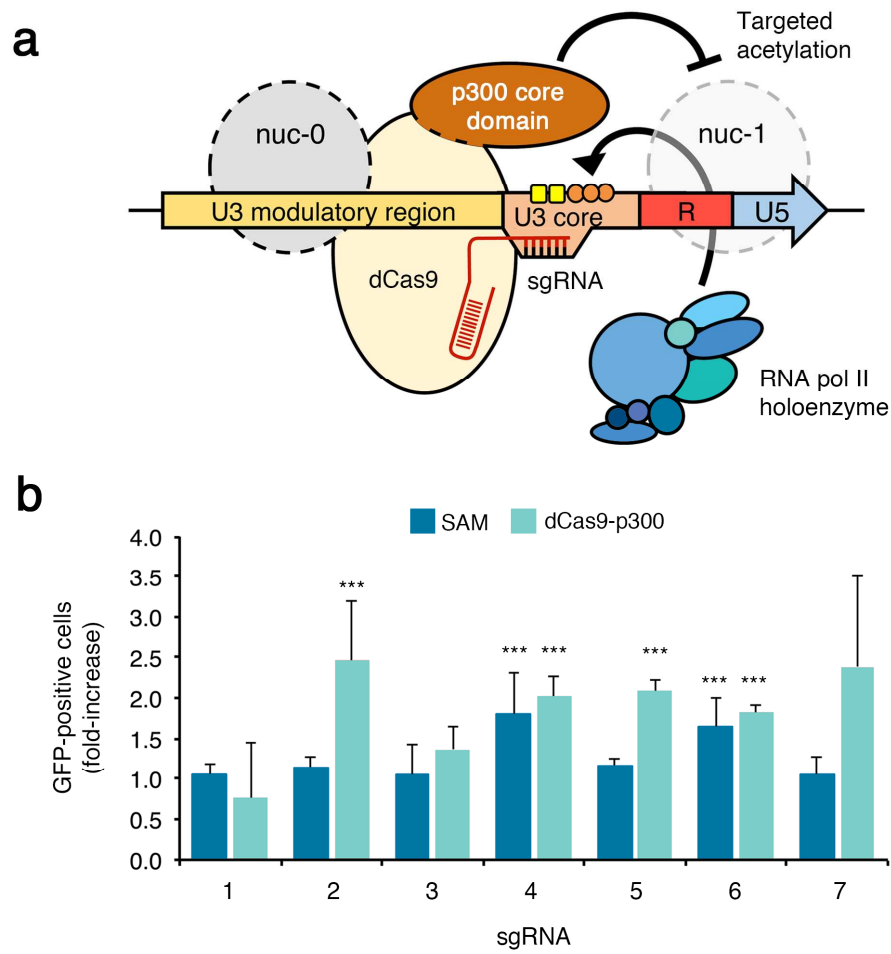 a
Targeted
acetylation
p300 core
domain
nuc-0
nuc-1
U3 modulatory region
U3 core
R
U5
dCas9
sgRNA
RNA pol II
holoenzyme
b
SAM
dCas9-p300
GFP-positive cells
(fold-increase)
4.0
3.5
3.0
2.5
2.0
1.5
1.0
0.5
0.0
***
***
***
***
***
***
1
2
3
4
5
6
7
sgRNA